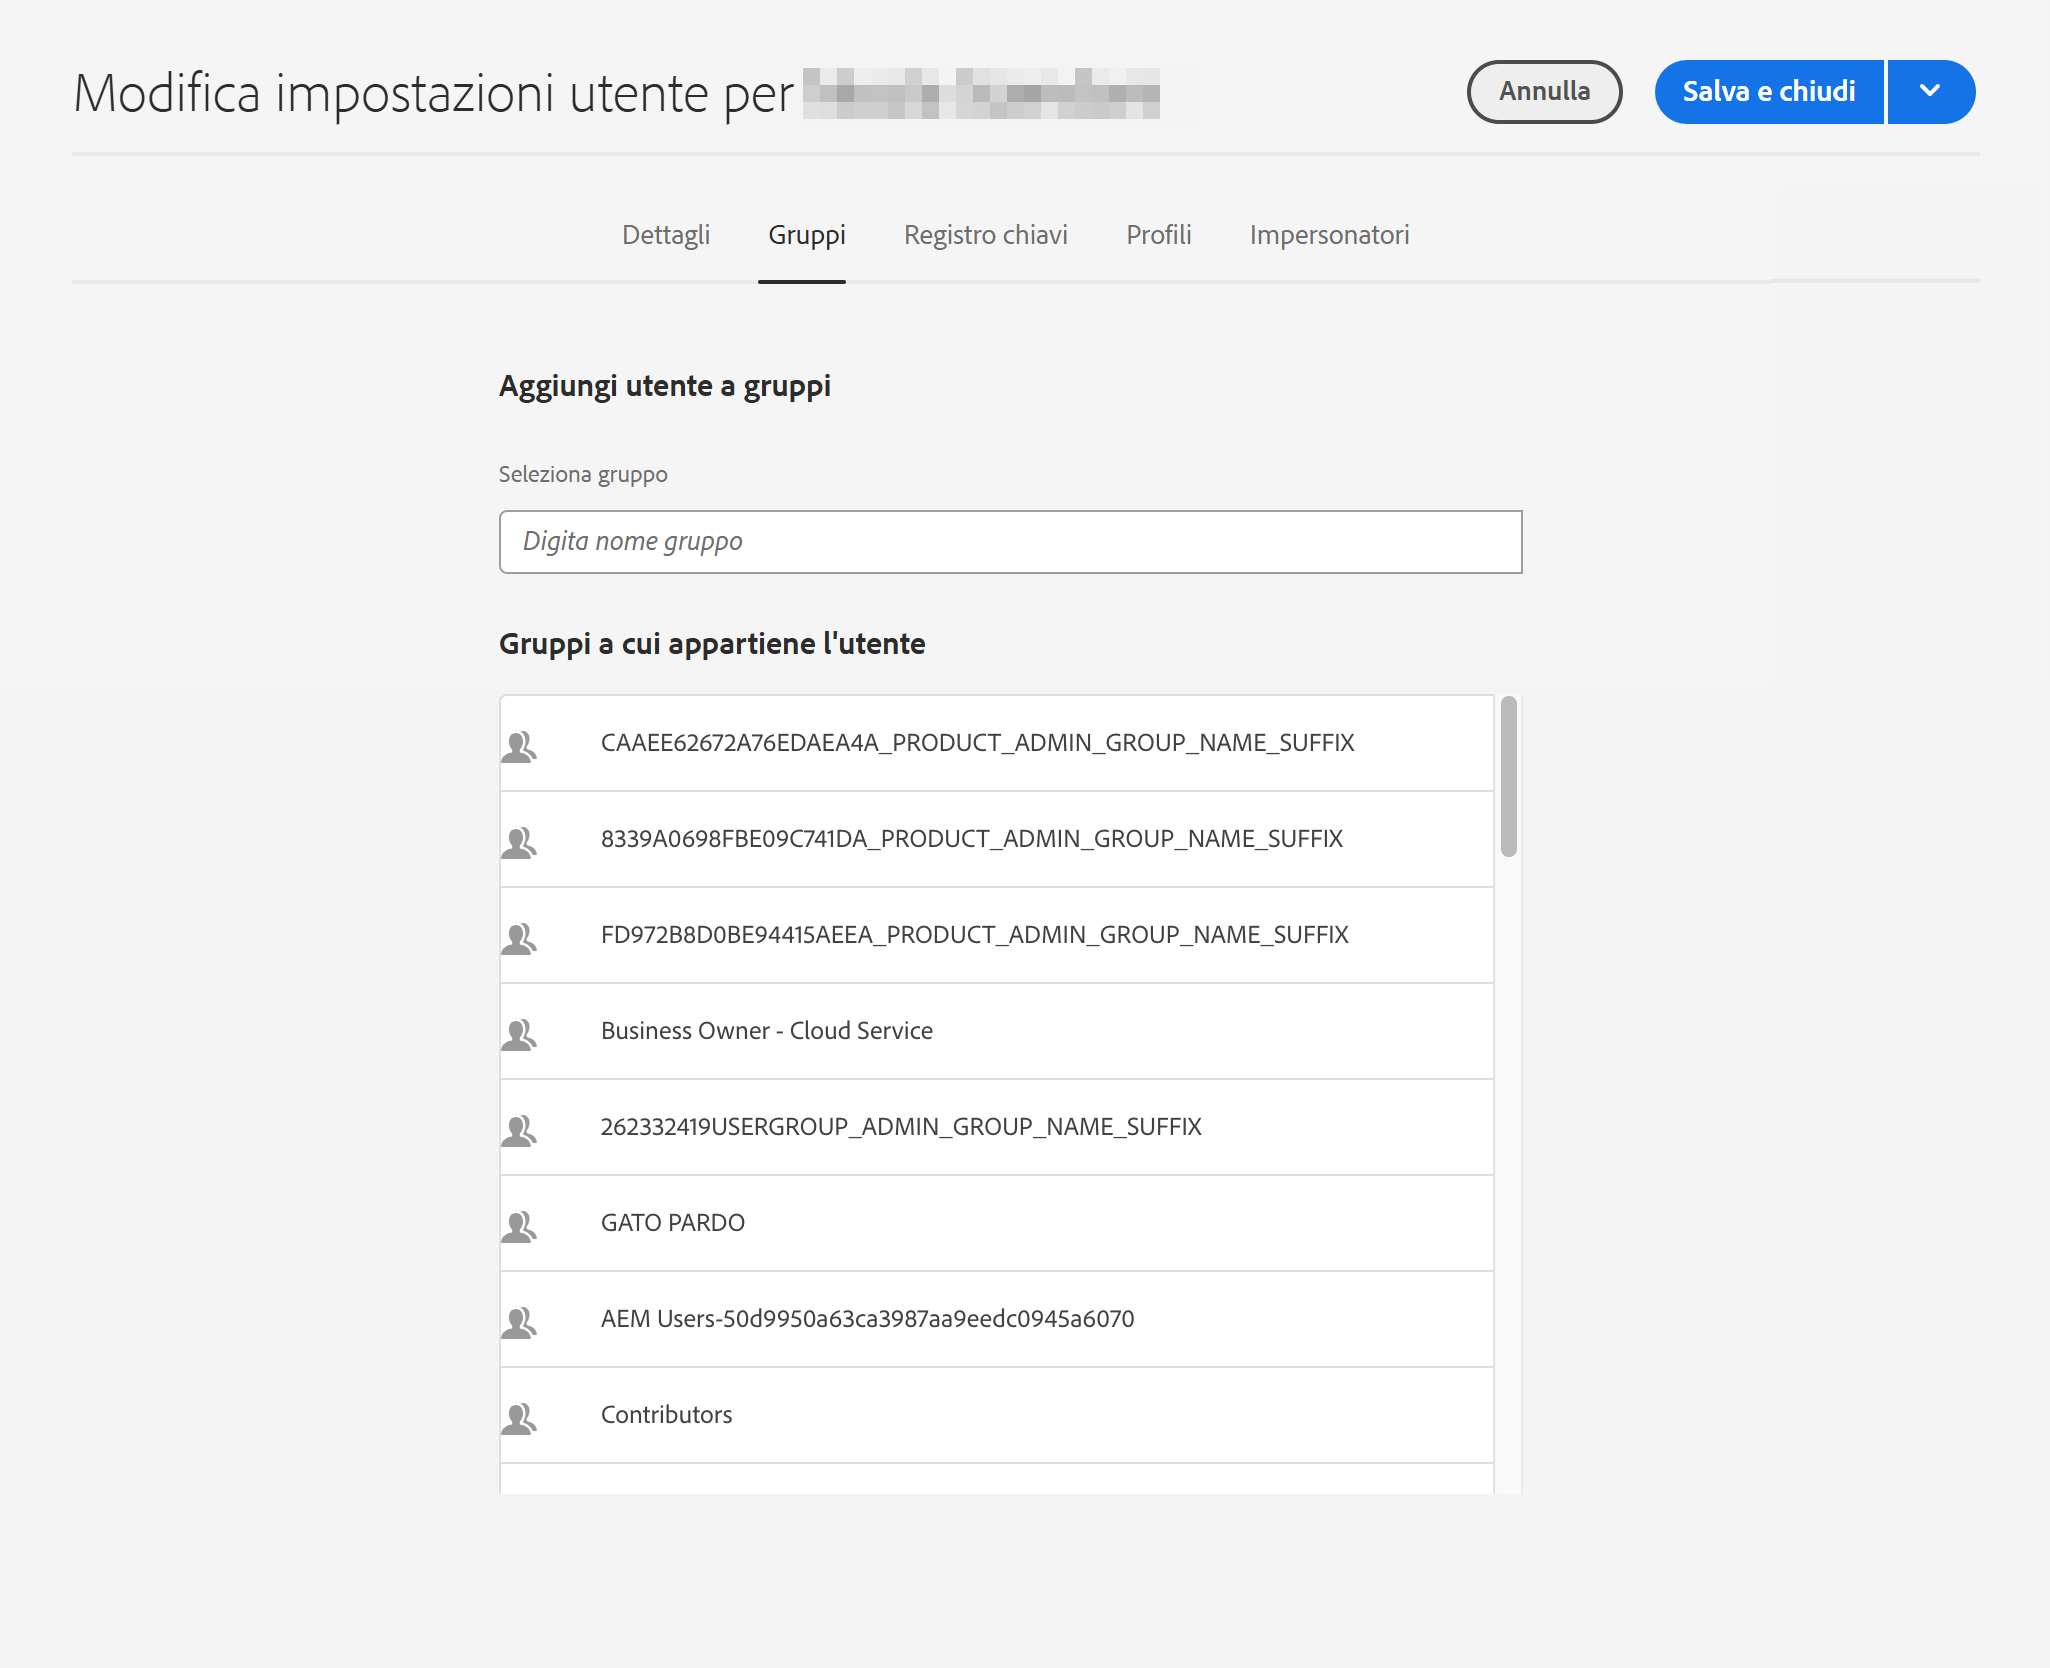 Modifica impostazioni utente per
Annulla
Salva e chiudi
Dettagli Gruppi Registro chiavi Profili Impersonatori
Aggiungi utente a gruppi
Seleziona gruppo
Digita nome gruppo
Gruppi a cui appartiene l'utente
CAAEE62672A76EDAEA4A_PRODUCT_ADMIN_GROUP_NAME_SUFFIX
8339A0698FBE09C741DA_PRODUCT_ADMIN_GROUP_NAME_SUFFIX
FD972B8D0BE94415AEEA_PRODUCT_ADMIN_GROUP_NAME_SUFFIX
Business Owner - Cloud Service
262332419USERGROUP_ADMIN_GROUP_NAME_SUFFIX
GATO PARDO
AEM Users-50d9950a63ca3987aa9eedc0945a6070
Contributors